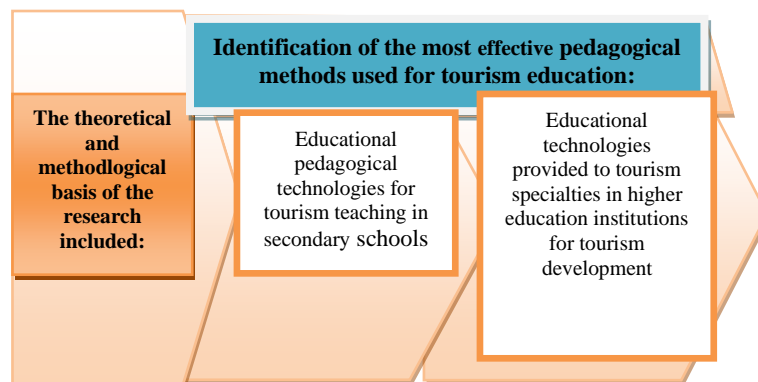 Identification of the most effective pedagogical
methods used for tourism education:
The theoretical
and
methodlogical
basis of the
research
included:
Educational
pedagogical
technologies for
tourism teaching in
secondary schools
Educational
technologies
provided to tourism
specialties in higher
education institutions
for tourism
development